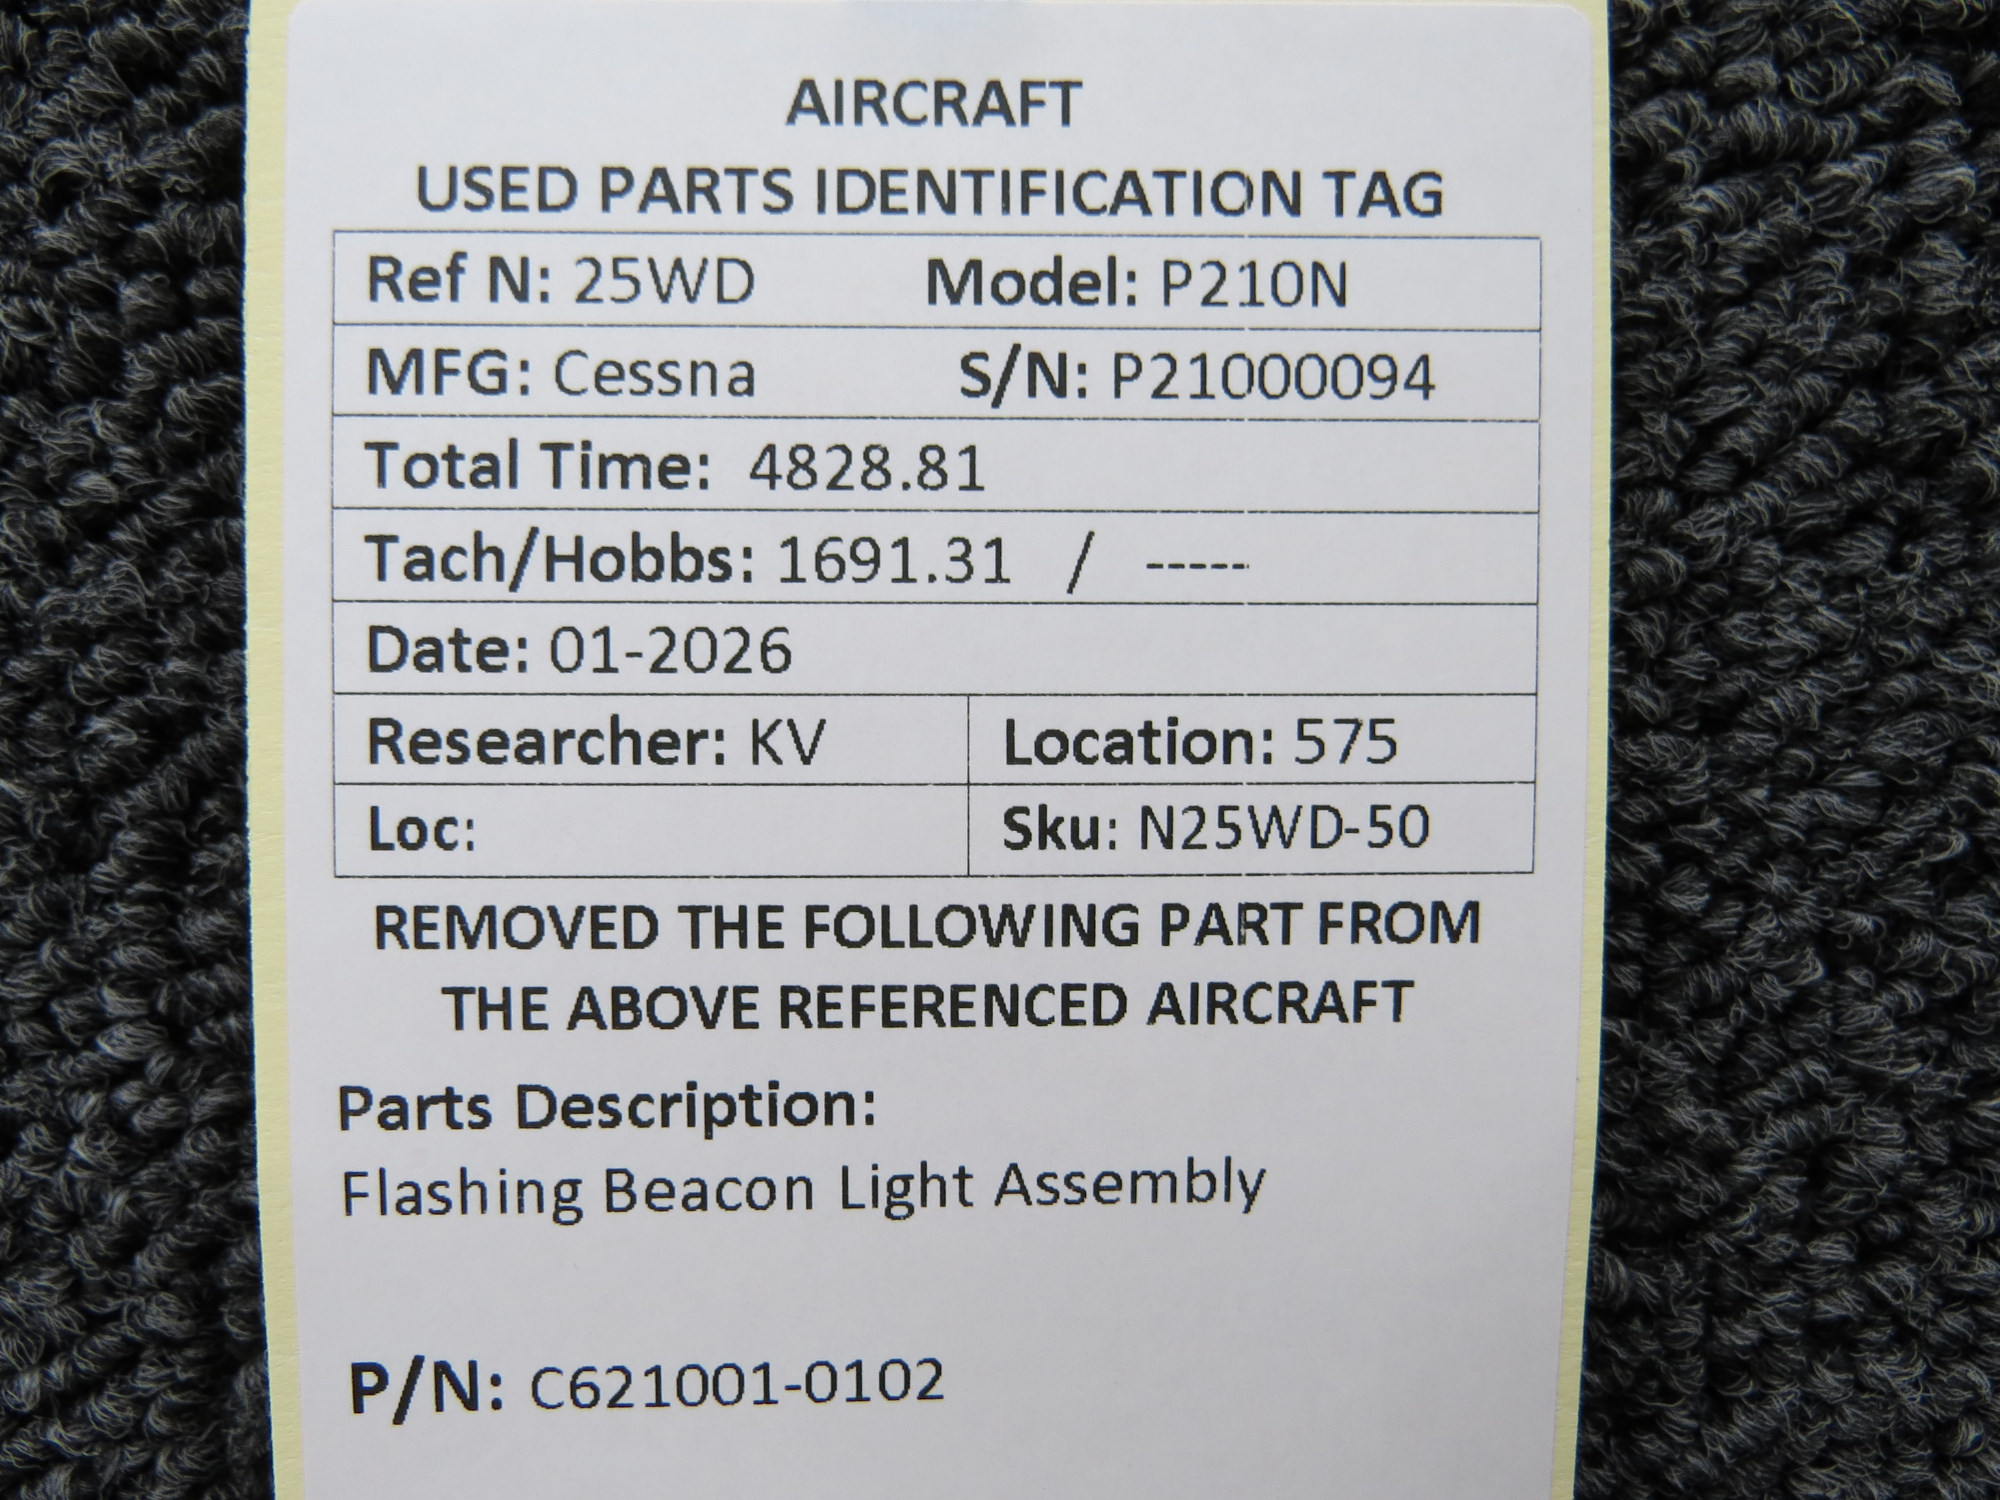 AIRCRAFT
USED PARTS IDENTIFICATION TAG
Ref N: 25WD Model: P210N
MFG: Cessna S/N: P21000094
Total Time: 4828.81
Tach/Hobbs: 1691.31 / -----
Date: 01-2026
Researcher: KV Location: 575
Loc: Sku: N25WD-50
REMOVED THE FOLLOWING PART FROM
THE ABOVE REFERENCED AIRCRAFT
Parts Description:
Flashing Beacon Light Assembly
P/N: C621001-0102